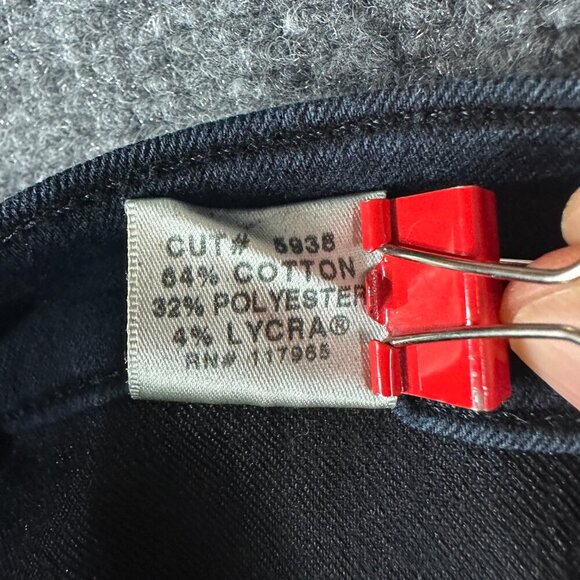 CUT# 5938
64% COTTON
32% POLYESTER
4% LYCRA®
RN# 117965